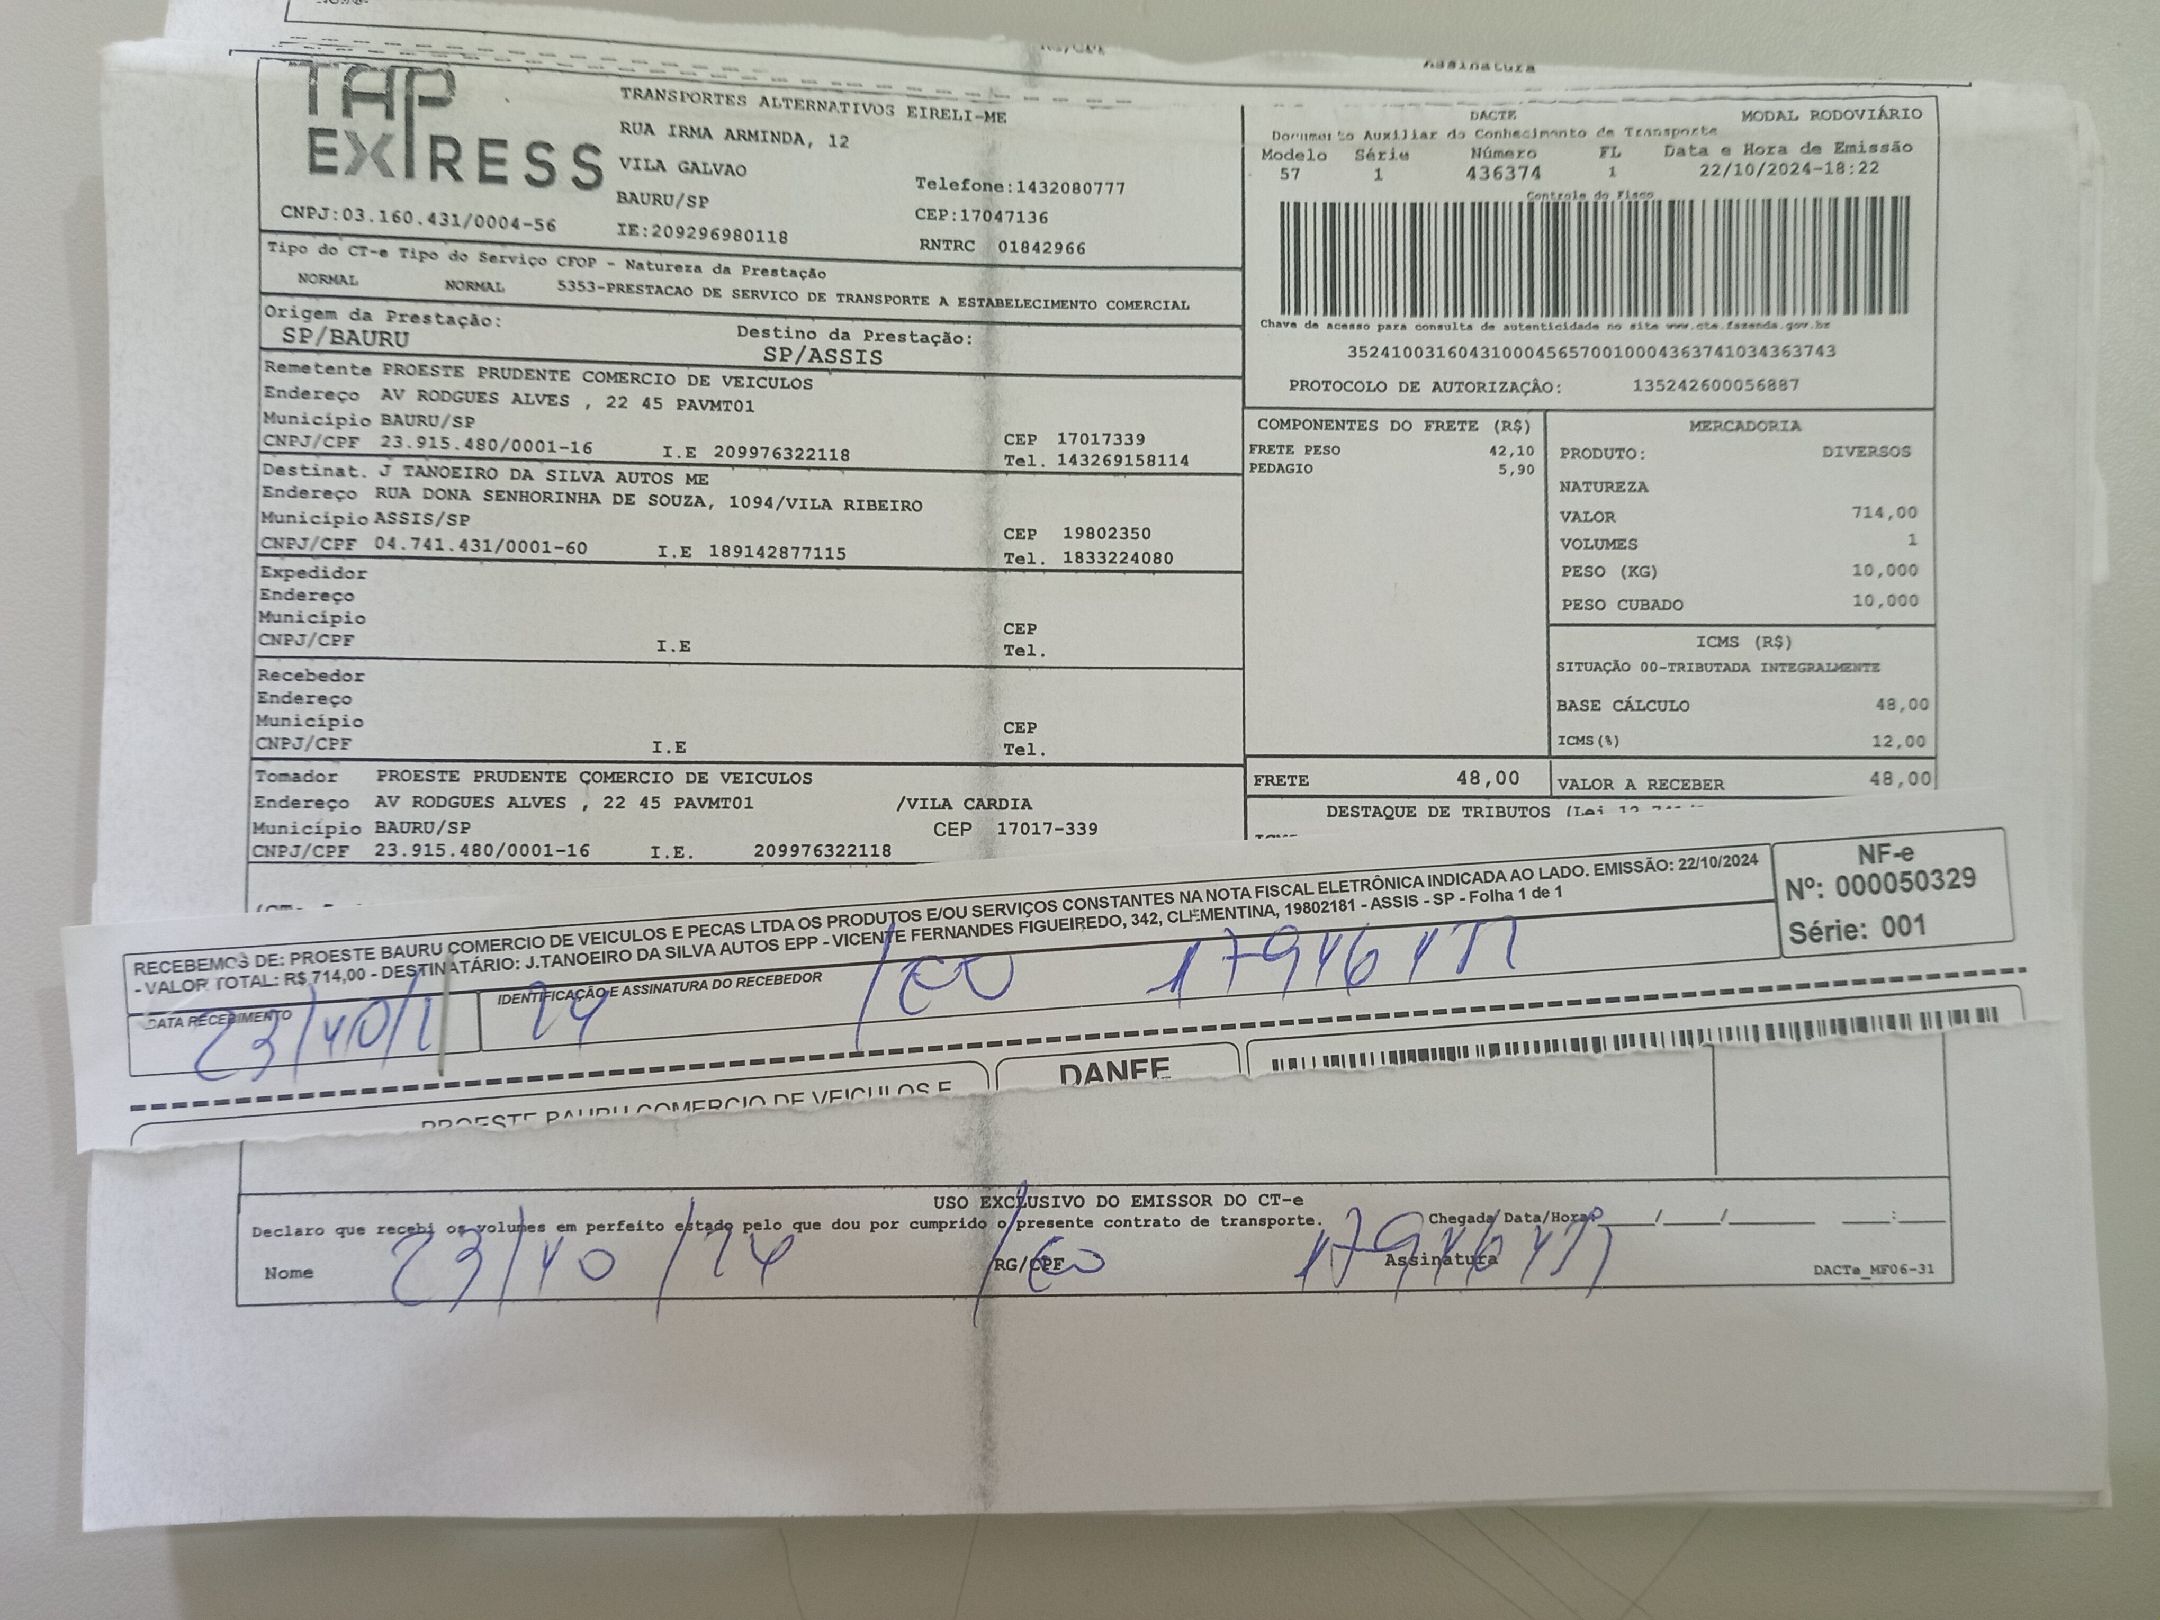 Assinatura
TAP EXPRESS
TRANSPORTES ALTERNATIVOS EIRELI-ME
RUA IRMA ARMINDA, 12
VILA GALVAO
BAURU/SP
Telefone:1432080777
CEP:17047136
CNPJ:03.160.431/0004-56
IE:209296980118
RNTRC 01842966
DACTE MODAL RODOVIÁRIO
Documento Auxiliar do Conhecimento de Transporte
Modelo Série Número FL Data e Hora de Emissão
57 1 436374 1 22/10/2024-18:22
Controle do Fisco
Chave de acesso para consulta de autenticidade no site www.cte.fazenda.gov.br
35241003160431000456570010004363741034363743
PROTOCOLO DE AUTORIZAÇÃO: 135242600056887
Tipo do CT-e Tipo do Serviço CFOP - Natureza da Prestação
NORMAL NORMAL 5353-PRESTACAO DE SERVICO DE TRANSPORTE A ESTABELECIMENTO COMERCIAL
Origem da Prestação: Destino da Prestação:
SP/BAURU SP/ASSIS
Remetente PROESTE PRUDENTE COMERCIO DE VEICULOS
Endereço AV RODGUES ALVES , 22 45 PAVMT01
Município BAURU/SP CEP 17017339
CNPJ/CPF 23.915.480/0001-16 I.E 209976322118 Tel. 143269158114
Destinat. J TANOEIRO DA SILVA AUTOS ME
Endereço RUA DONA SENHORINHA DE SOUZA, 1094/VILA RIBEIRO
Município ASSIS/SP CEP 19802350
CNPJ/CPF 04.741.431/0001-60 I.E 189142877115 Tel. 1833224080
Expedidor
Endereço
Município CEP
CNPJ/CPF I.E Tel.
Recebedor
Endereço
Município CEP
CNPJ/CPF I.E Tel.
Tomador PROESTE PRUDENTE COMERCIO DE VEICULOS
Endereço AV RODGUES ALVES , 22 45 PAVMT01 /VILA CARDIA
Município BAURU/SP CEP 17017-339
CNPJ/CPF 23.915.480/0001-16 I.E. 209976322118
COMPONENTES DO FRETE (R$)
FRETE PESO 42,10
PEDAGIO 5,90
FRETE 48,00
MERCADORIA
PRODUTO: DIVERSOS
NATUREZA
VALOR 714,00
VOLUMES 1
PESO (KG) 10,000
PESO CUBADO 10,000
ICMS (R$)
SITUAÇÃO 00-TRIBUTADA INTEGRALMENTE
BASE CÁLCULO 48,00
ICMS(%) 12,00
VALOR A RECEBER 48,00
DESTAQUE DE TRIBUTOS (Lei
RECEBEMOS DE: PROESTE BAURU COMERCIO DE VEICULOS E PECAS LTDA OS PRODUTOS E/OU SERVIÇOS CONSTANTES NA NOTA FISCAL ELETRÔNICA INDICADA AO LADO. EMISSÃO: 22/10/2024
- VALOR TOTAL: R$ 714,00 - DESTINATÁRIO: J.TANOEIRO DA SILVA AUTOS EPP - VICENTE FERNANDES FIGUEIREDO, 342, CLEMENTINA, 19802181 - ASSIS - SP - Folha 1 de 1
NF-e
Nº: 000050329
Série: 001
DATA RECEBIMENTO IDENTIFICAÇÃO E ASSINATURA DO RECEBEDOR
23/10/ 24
PROESTE BAURU COMERCIO DE VEICULOS E
DANFE
USO EXCLUSIVO DO EMISSOR DO CT-e
Declaro que recebi os volumes em perfeito estado pelo que dou por cumprido o presente contrato de transporte. Chegada Data/Hora: / / :
23/10/24
Nome RG/CPF Assinatura DACTe_MF06-31